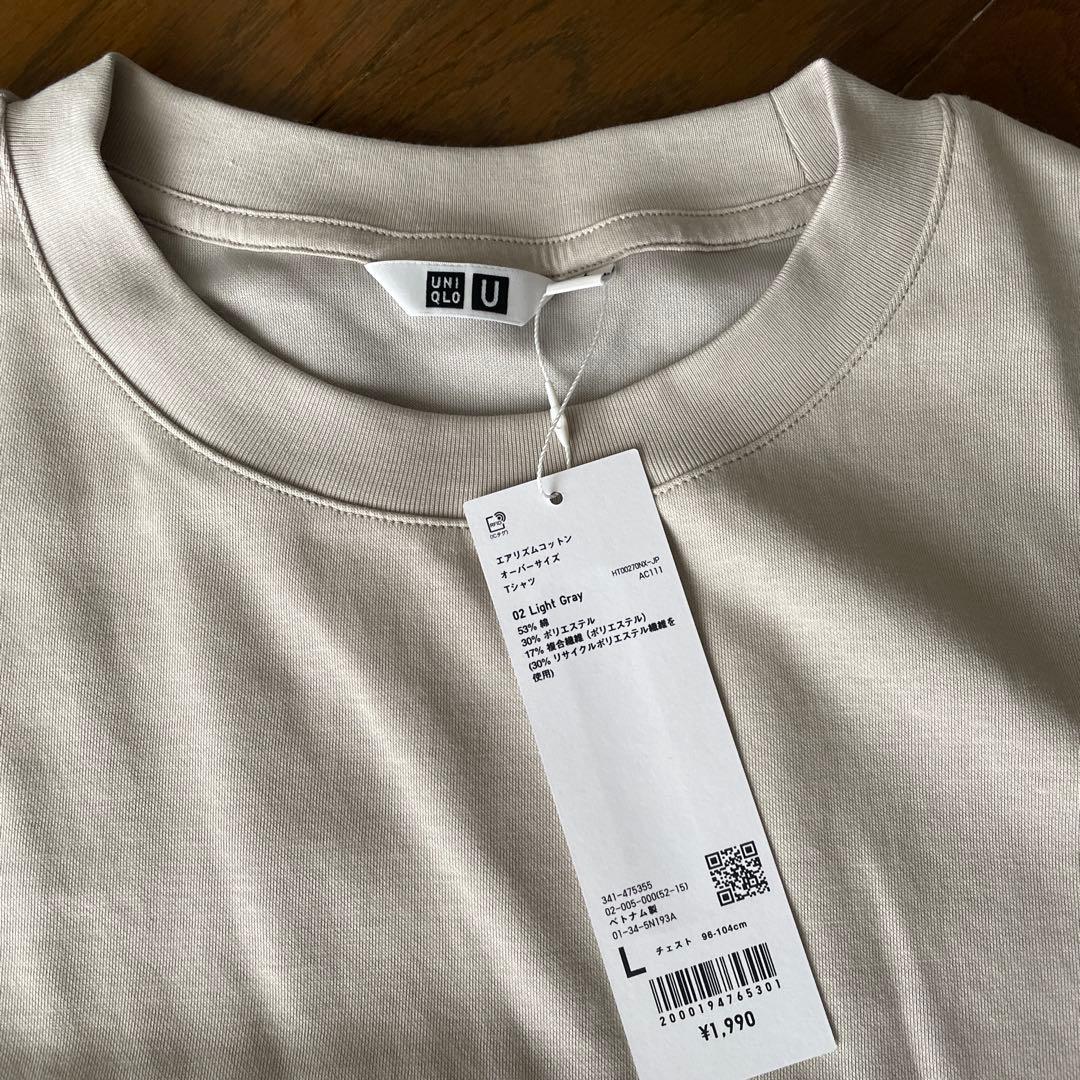 UNI
QLO
U
RFID
(ICタグ)
エアリズムコットン
オーバーサイズ
Tシャツ
HT00270NX-JP
AC111
02 Light Gray
53% 綿
30% ポリエステル
17% 複合繊維 (ポリエステル)
(30% リサイクルポリエステル繊維を
使用)
341-475355
02-005-000(52-15)
ベトナム製
01-34-5N193A
L チェスト 96-104cm
2000194765301
¥1,990